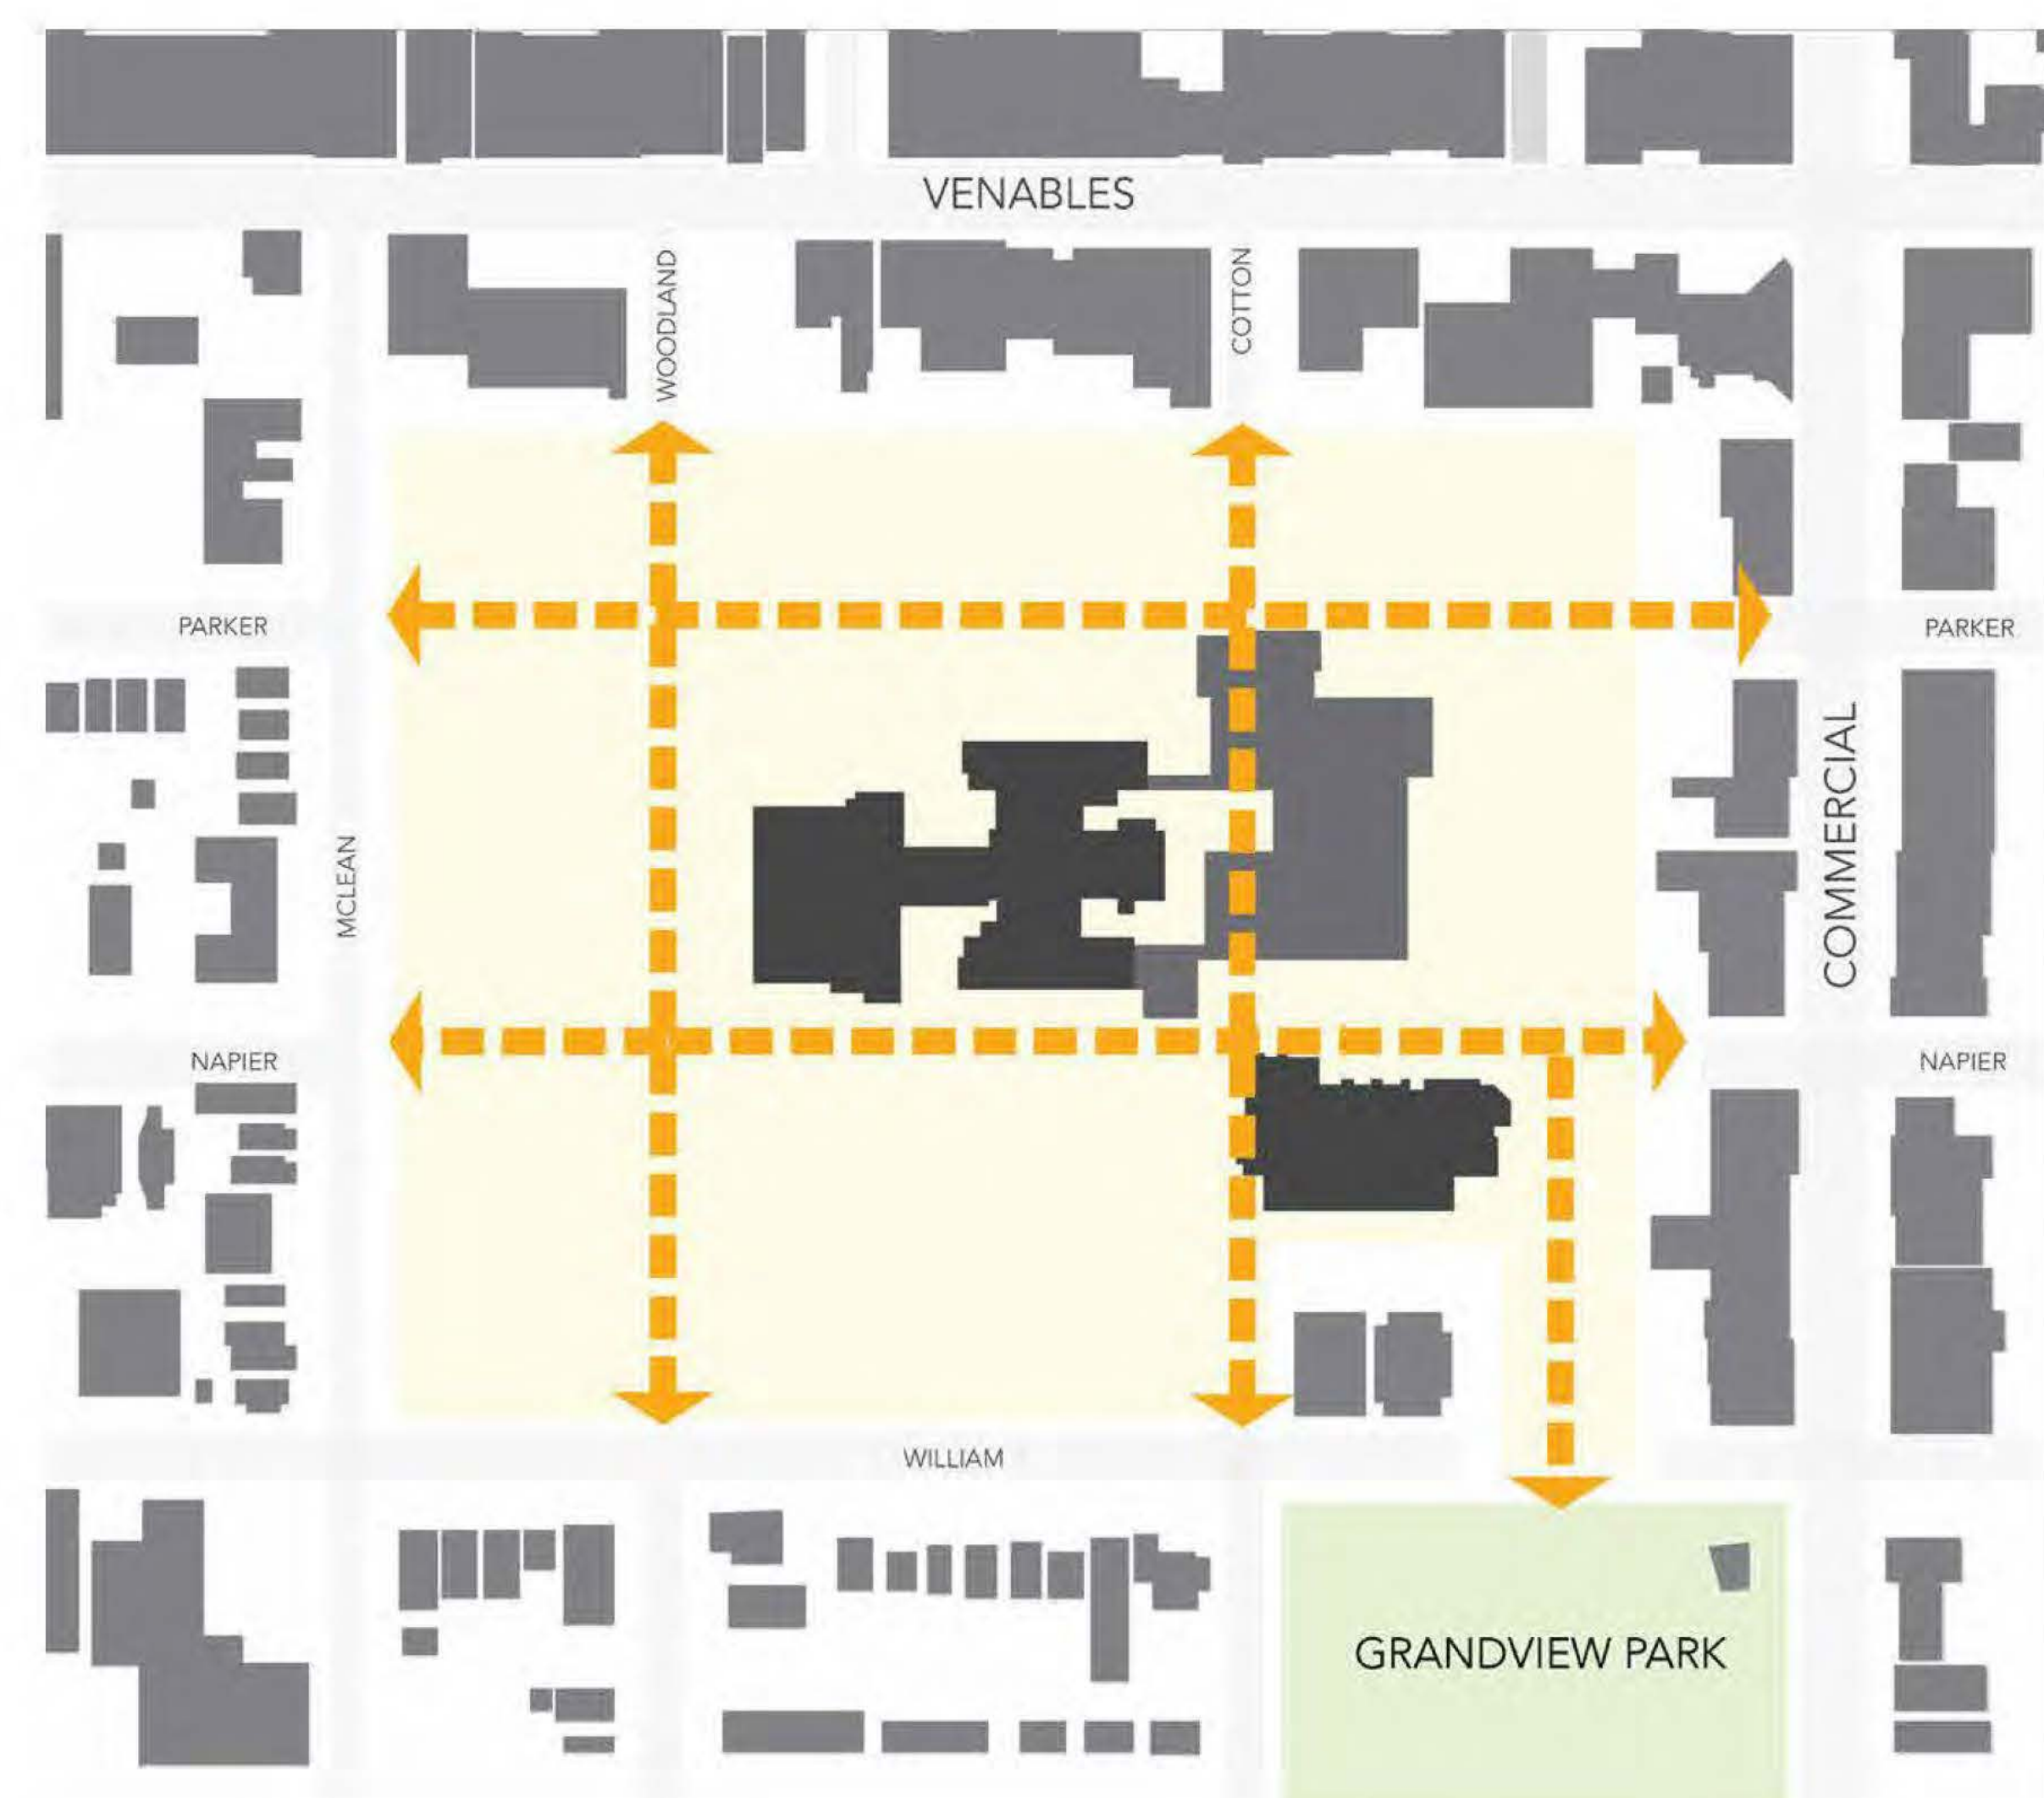 VENABLES
WOODLAND
COTTON
PARKER
PARKER
COMMERCIAL
MCLEAN
NAPIER
NAPIER
WILLIAM
GRANDVIEW PARK